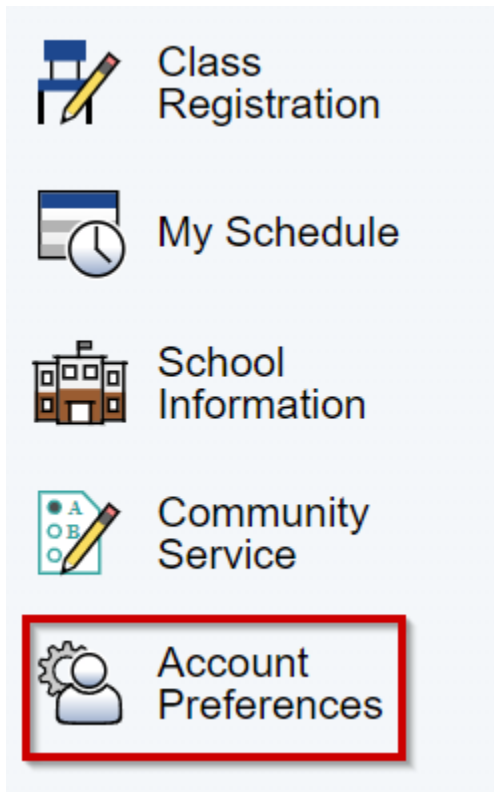 Class
Registration
My Schedule
School
Information
A
B
Community
Service
Account
Preferences